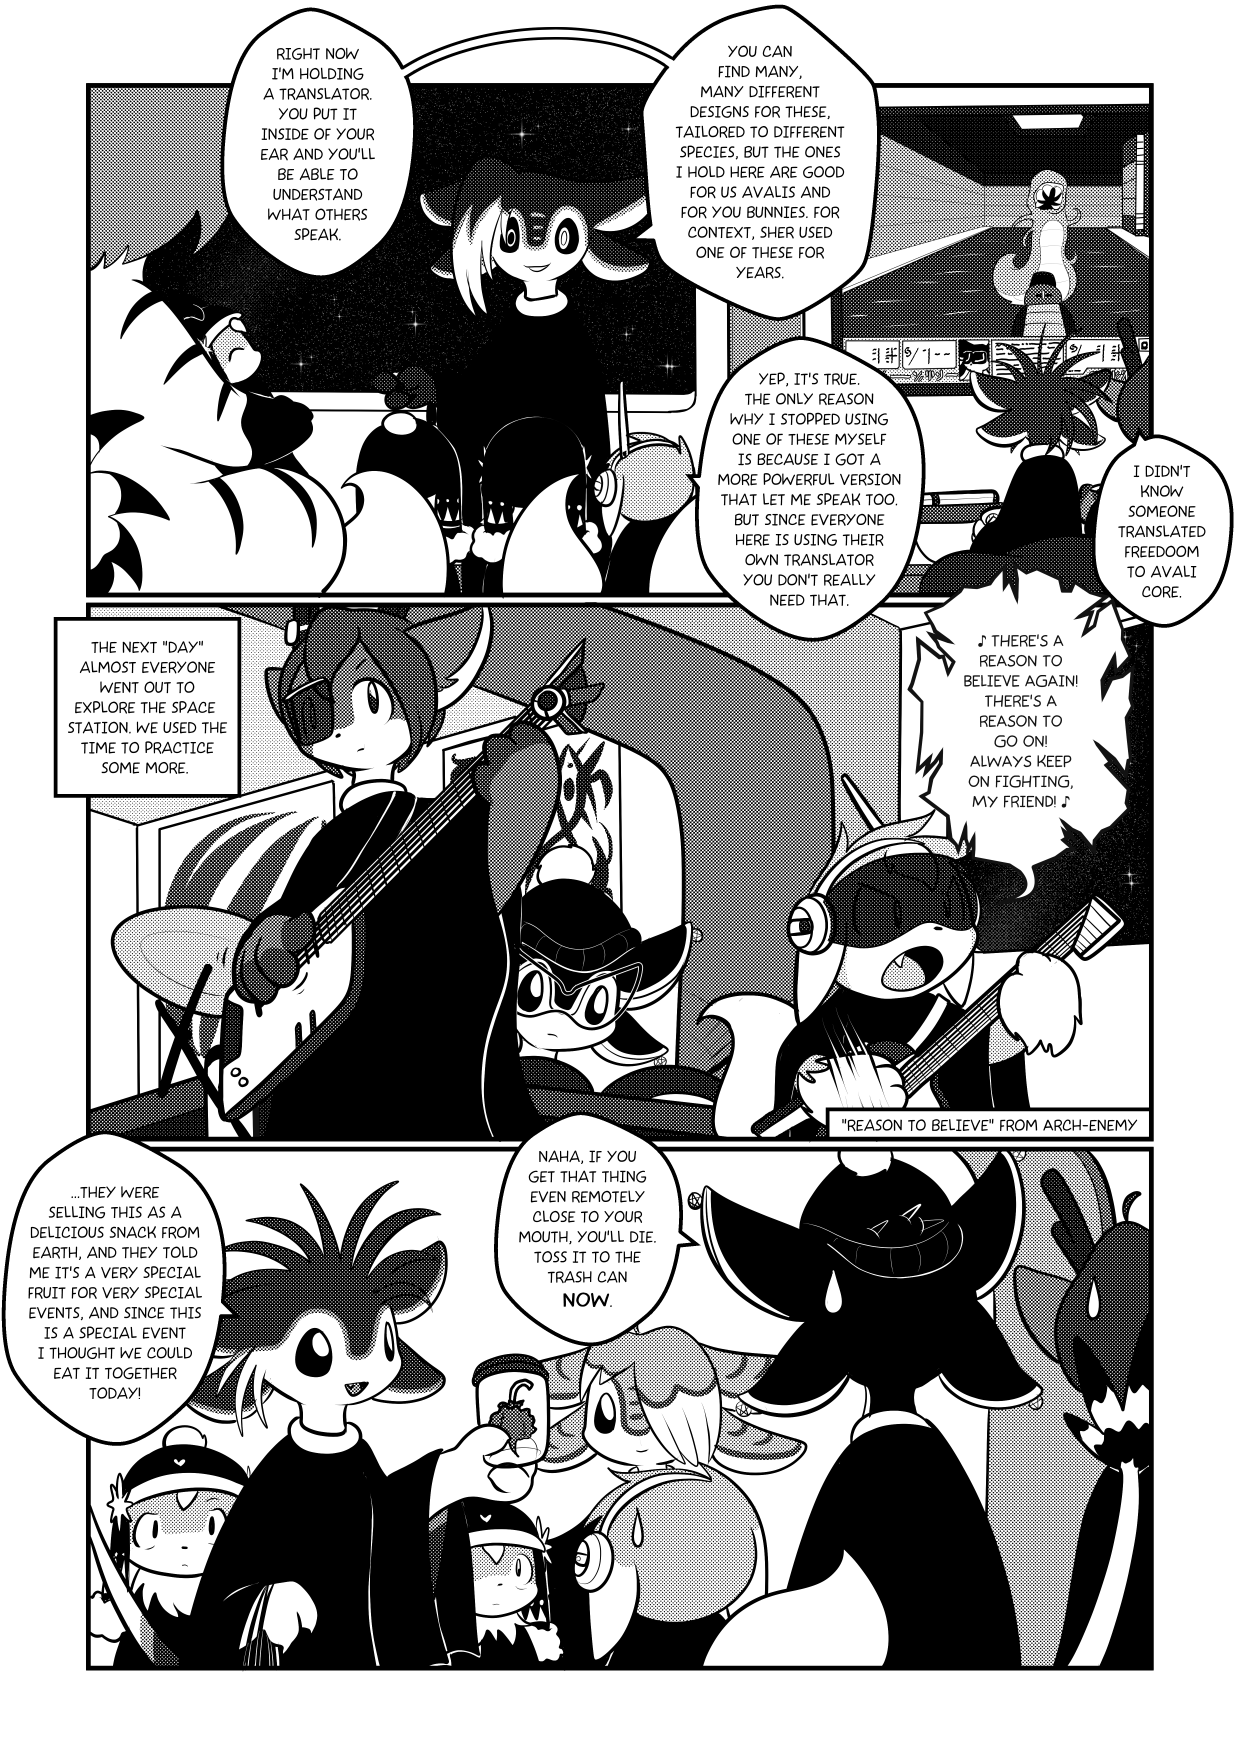 RIGHT NOW
I'M HOLDING
A TRANSLATOR.
YOU PUT IT
INSIDE OF YOUR
EAR AND YOU'LL
BE ABLE TO
UNDERSTAND
WHAT OTHERS
SPEAK.
YOU CAN
FIND MANY,
MANY DIFFERENT
DESIGNS FOR THESE,
TAILORED TO DIFFERENT
SPECIES, BUT THE ONES
I HOLD HERE ARE GOOD
FOR US AVALIS AND
FOR YOU BUNNIES. FOR
CONTEXT, SHER USED
ONE OF THESE FOR
YEARS.
YEP, IT'S TRUE.
THE ONLY REASON
WHY I STOPPED USING
ONE OF THESE MYSELF
IS BECAUSE I GOT A
MORE POWERFUL VERSION
THAT LET ME SPEAK TOO.
BUT SINCE EVERYONE
HERE IS USING THEIR
OWN TRANSLATOR
YOU DON'T REALLY
NEED THAT.
I DIDN'T
KNOW
SOMEONE
TRANSLATED
FREEDOOM
TO AVALI
CORE.
THE NEXT "DAY"
ALMOST EVERYONE
WENT OUT TO
EXPLORE THE SPACE
STATION. WE USED THE
TIME TO PRACTICE
SOME MORE.
♪ THERE'S A
REASON TO
BELIEVE AGAIN!
THERE'S A
REASON TO
GO ON!
ALWAYS KEEP
ON FIGHTING,
MY FRIEND! ♪
"REASON TO BELIEVE" FROM ARCH-ENEMY
...THEY WERE
SELLING THIS AS A
DELICIOUS SNACK FROM
EARTH, AND THEY TOLD
ME IT'S A VERY SPECIAL
FRUIT FOR VERY SPECIAL
EVENTS, AND SINCE THIS
IS A SPECIAL EVENT
I THOUGHT WE COULD
EAT IT TOGETHER
TODAY!
NAHA, IF YOU
GET THAT THING
EVEN REMOTELY
CLOSE TO YOUR
MOUTH, YOU'LL DIE.
TOSS IT TO THE
TRASH CAN
NOW.